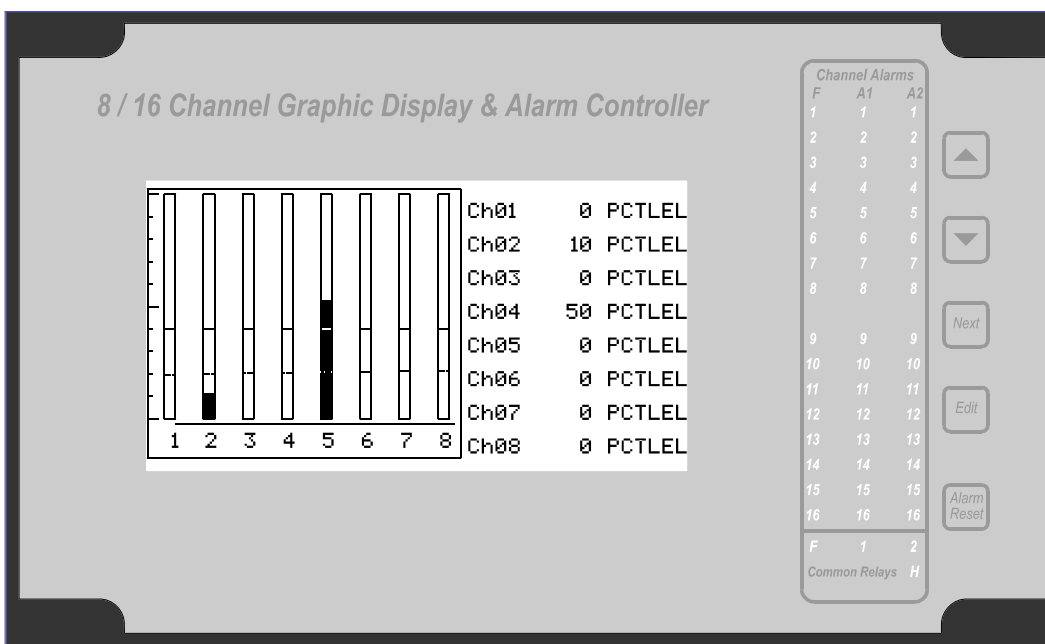 8 / 16 Channel Graphic Display & Alarm Controller
Ch01 0 PCTLEL
Ch02 10 PCTLEL
Ch03 0 PCTLEL
Ch04 50 PCTLEL
Ch05 0 PCTLEL
Ch06 0 PCTLEL
Ch07 0 PCTLEL
Ch08 0 PCTLEL
1 2 3 4 5 6 7 8
Channel Alarms
F A1 A2
1 1 1
2 2 2
3 3 3
4 4 4
5 5 5
6 6 6
7 7 7
8 8 8
9 9 9
10 10 10
11 11 11
12 12 12
13 13 13
14 14 14
15 15 15
16 16 16
F 1 2
Common Relays H
Next
Edit
Alarm
Reset